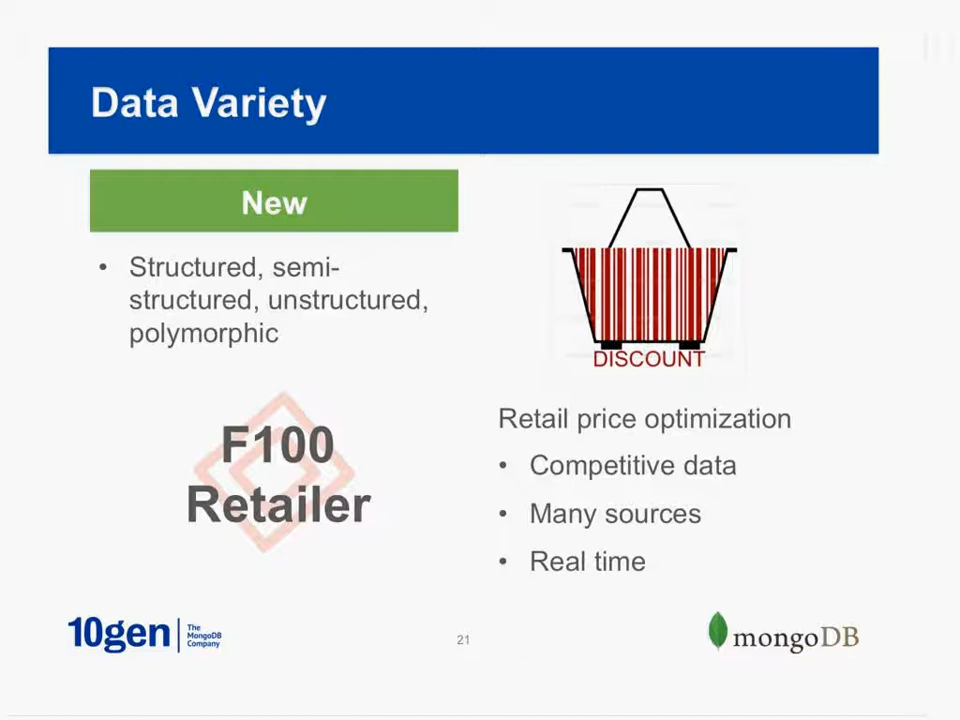 Data Variety
New
• Structured, semi-
structured, unstructured,
polymorphic
F100
Retailer
DISCOUNT
Retail price optimization
• Competitive data
• Many sources
• Real time
10gen | The
MongoDB
Company
21
mongoDB